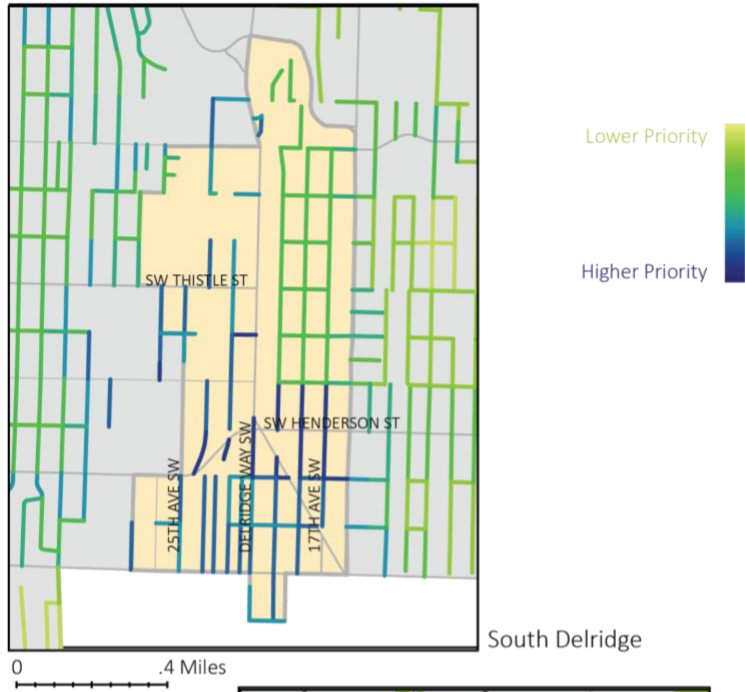 Lower Priority
Higher Priority
SW THISTLE ST
SW HENDERSON ST
25TH AVE SW
DELRIDGE WAY SW
17TH AVE SW
South Delridge
0 .4 Miles